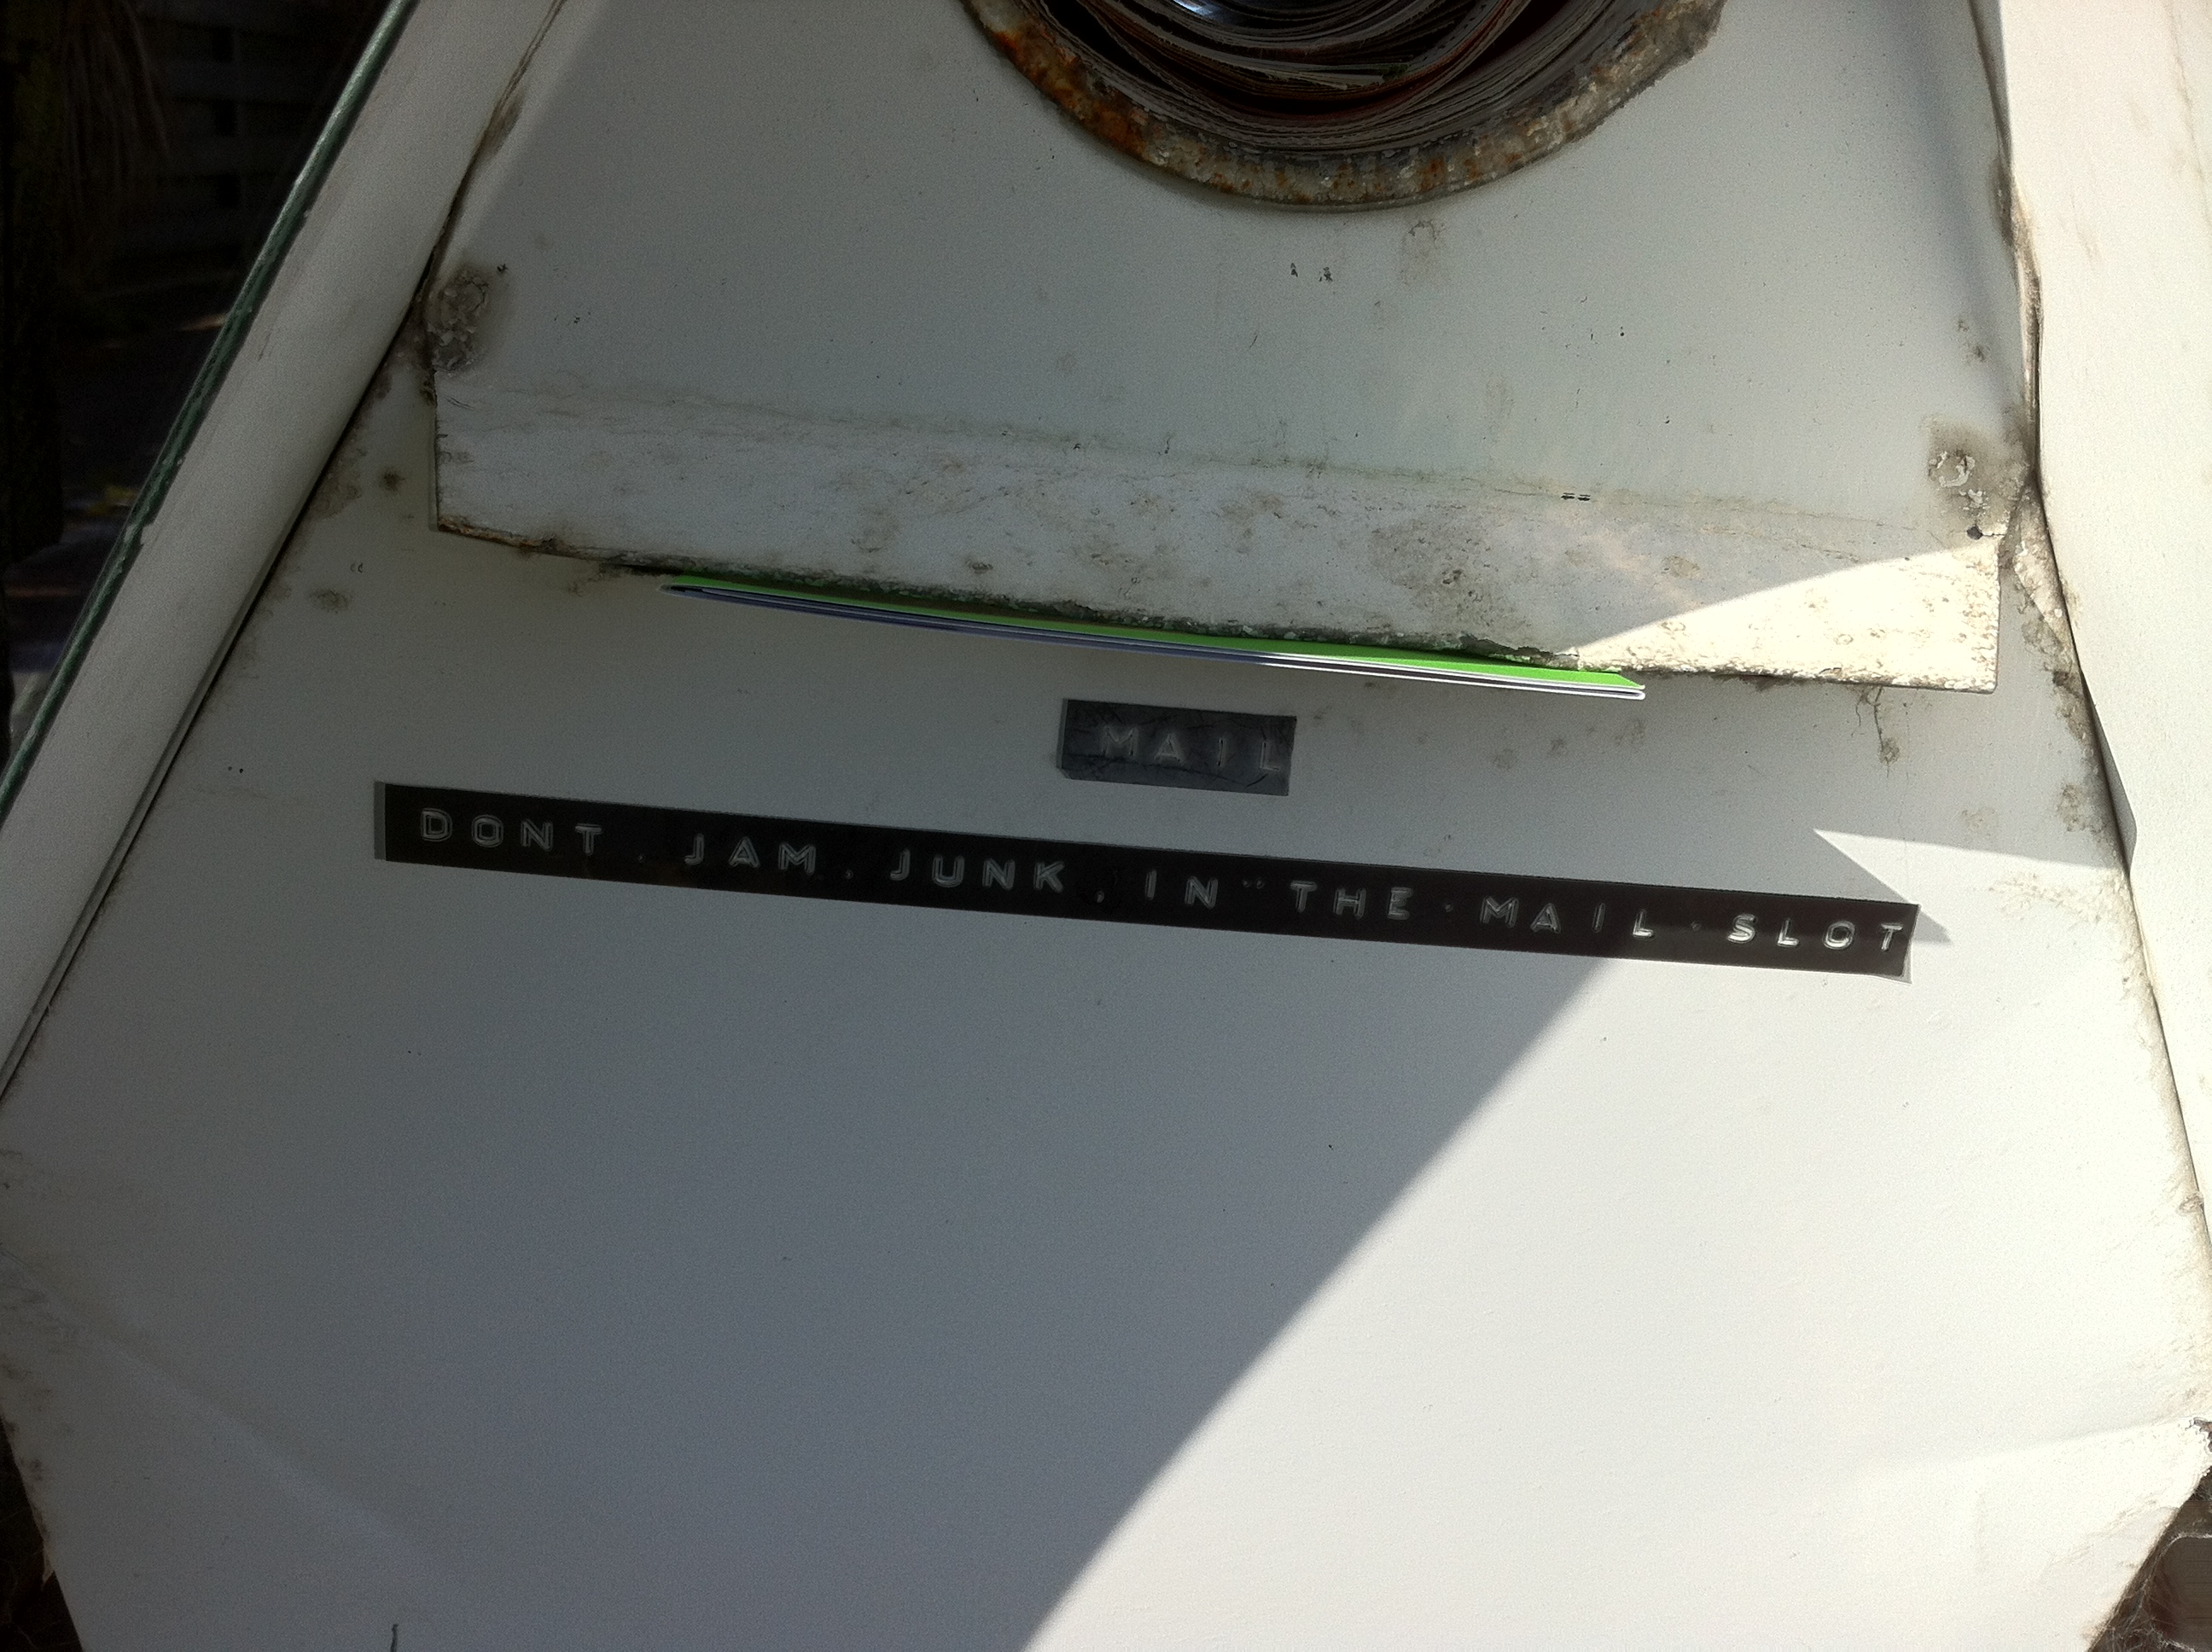 MAIL
DONT . JAM . JUNK . IN THE . MAIL . SLOT